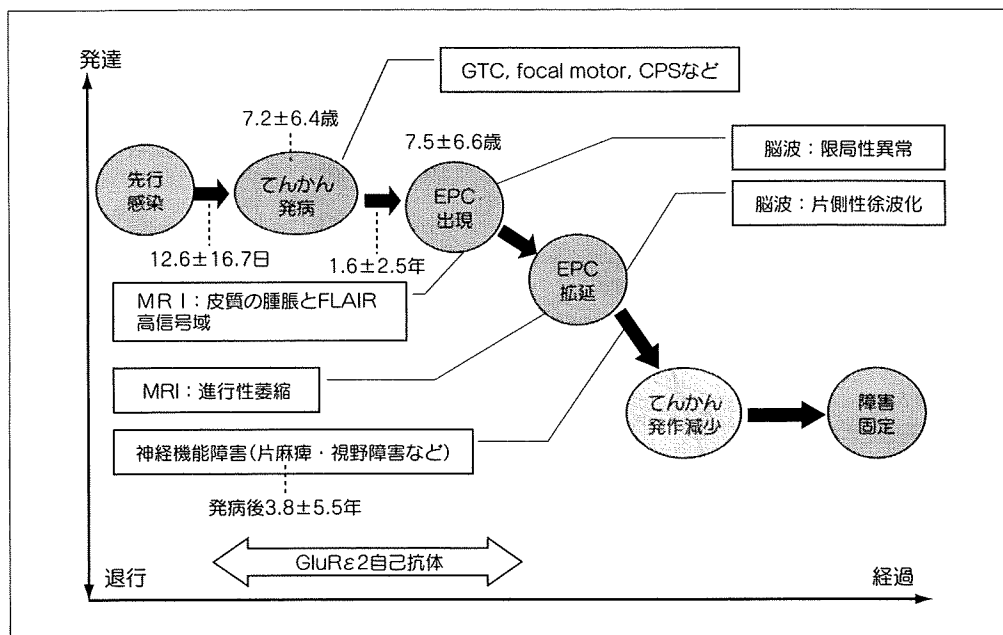 発達
GTC, focal motor, CPSなど
7.2±6.4歳
7.5±6.6歳
脳波：限局性異常
先行
感染
てんかん
発病
EPC
出現
脳波：片側性徐波化
12.6±16.7日
1.6±2.5年
EPC
拡延
MRI：皮質の腫脹とFLAIR
高信号域
MRI：進行性萎縮
てんかん
発作減少
障害
固定
神経機能障害(片麻痺・視野障害など)
発病後3.8±5.5年
GluRε2自己抗体
退行
経過